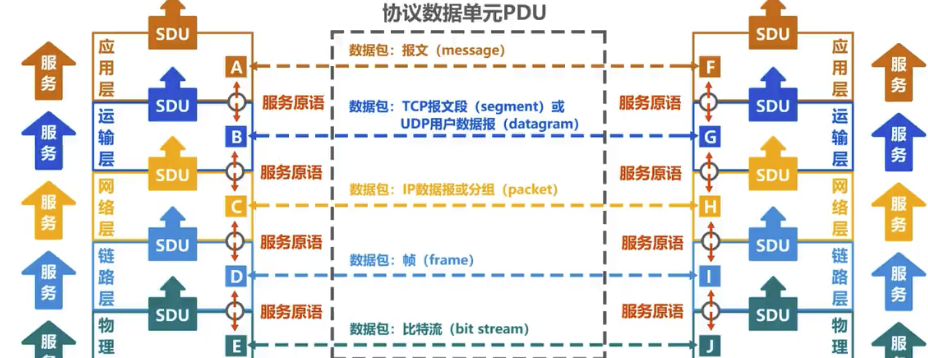 协议数据单元PDU
SDU
SDU
应用层
服务
A
数据包：报文（message）
F
应用层
服务
SDU
服务原语
服务原语
SDU
运输层
服务
B
数据包：TCP报文段（segment）或
UDP用户数据报（datagram）
G
运输层
服务
SDU
服务原语
服务原语
SDU
网络层
服务
C
数据包：IP数据报或分组（packet）
H
网络层
服务
SDU
服务原语
服务原语
SDU
链路层
服务
D
数据包：帧（frame）
I
链路层
服务
SDU
服务原语
服务原语
SDU
物理
服务
E
数据包：比特流（bit stream）
J
物理
服务